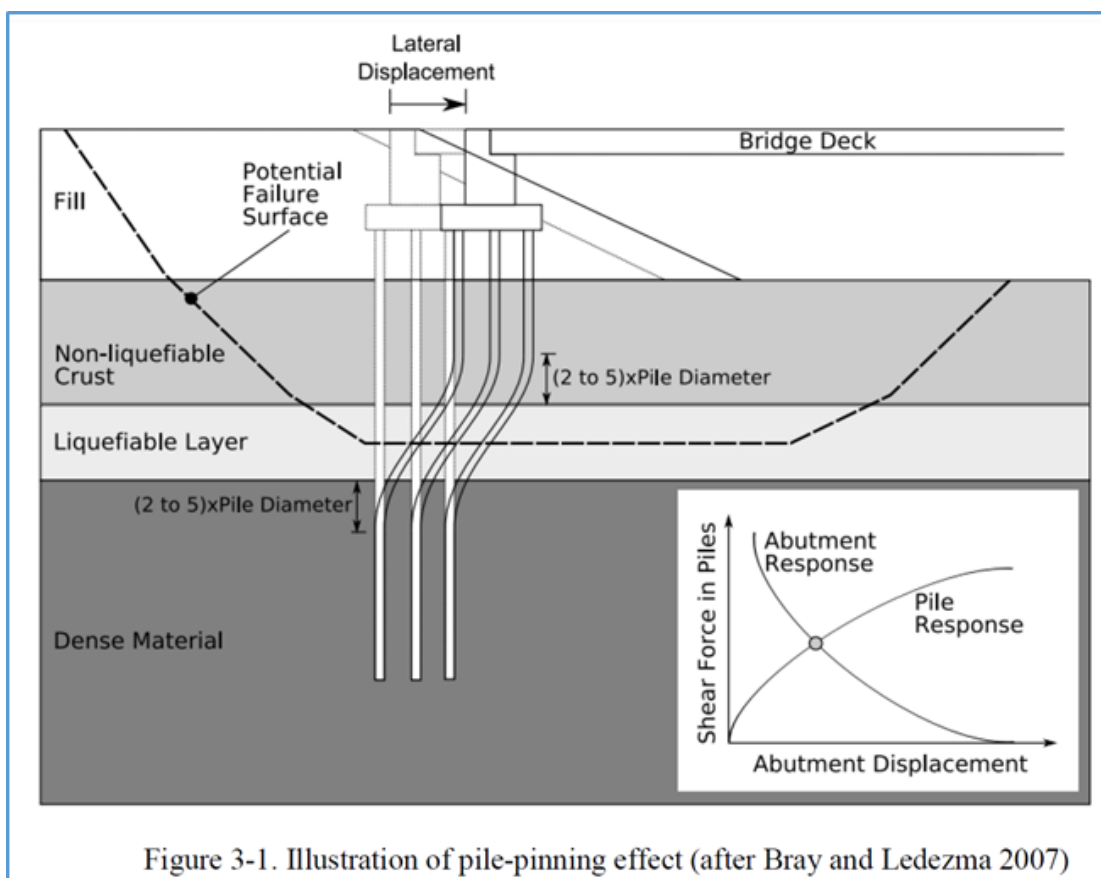 Lateral
Displacement
Bridge Deck
Potential
Failure
Surface
Fill
Non-liquefiable
Crust
(2 to 5)xPile Diameter
Liquefiable Layer
(2 to 5)xPile Diameter
Dense Material
Shear Force in Piles
Abutment
Response
Pile
Response
Abutment Displacement
Figure 3-1. Illustration of pile-pinning effect (after Bray and Ledezma 2007)